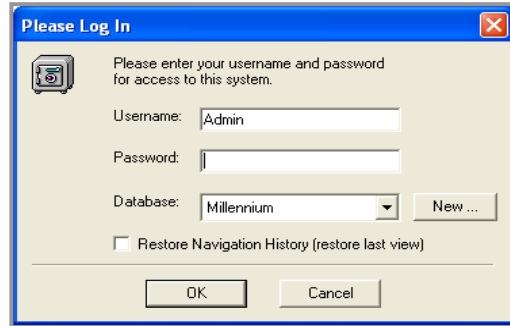 Please Log In
Please enter your username and password
for access to this system.
Username: Admin
Password:
Database: Millennium New ...
Restore Navigation History (restore last view)
OK Cancel